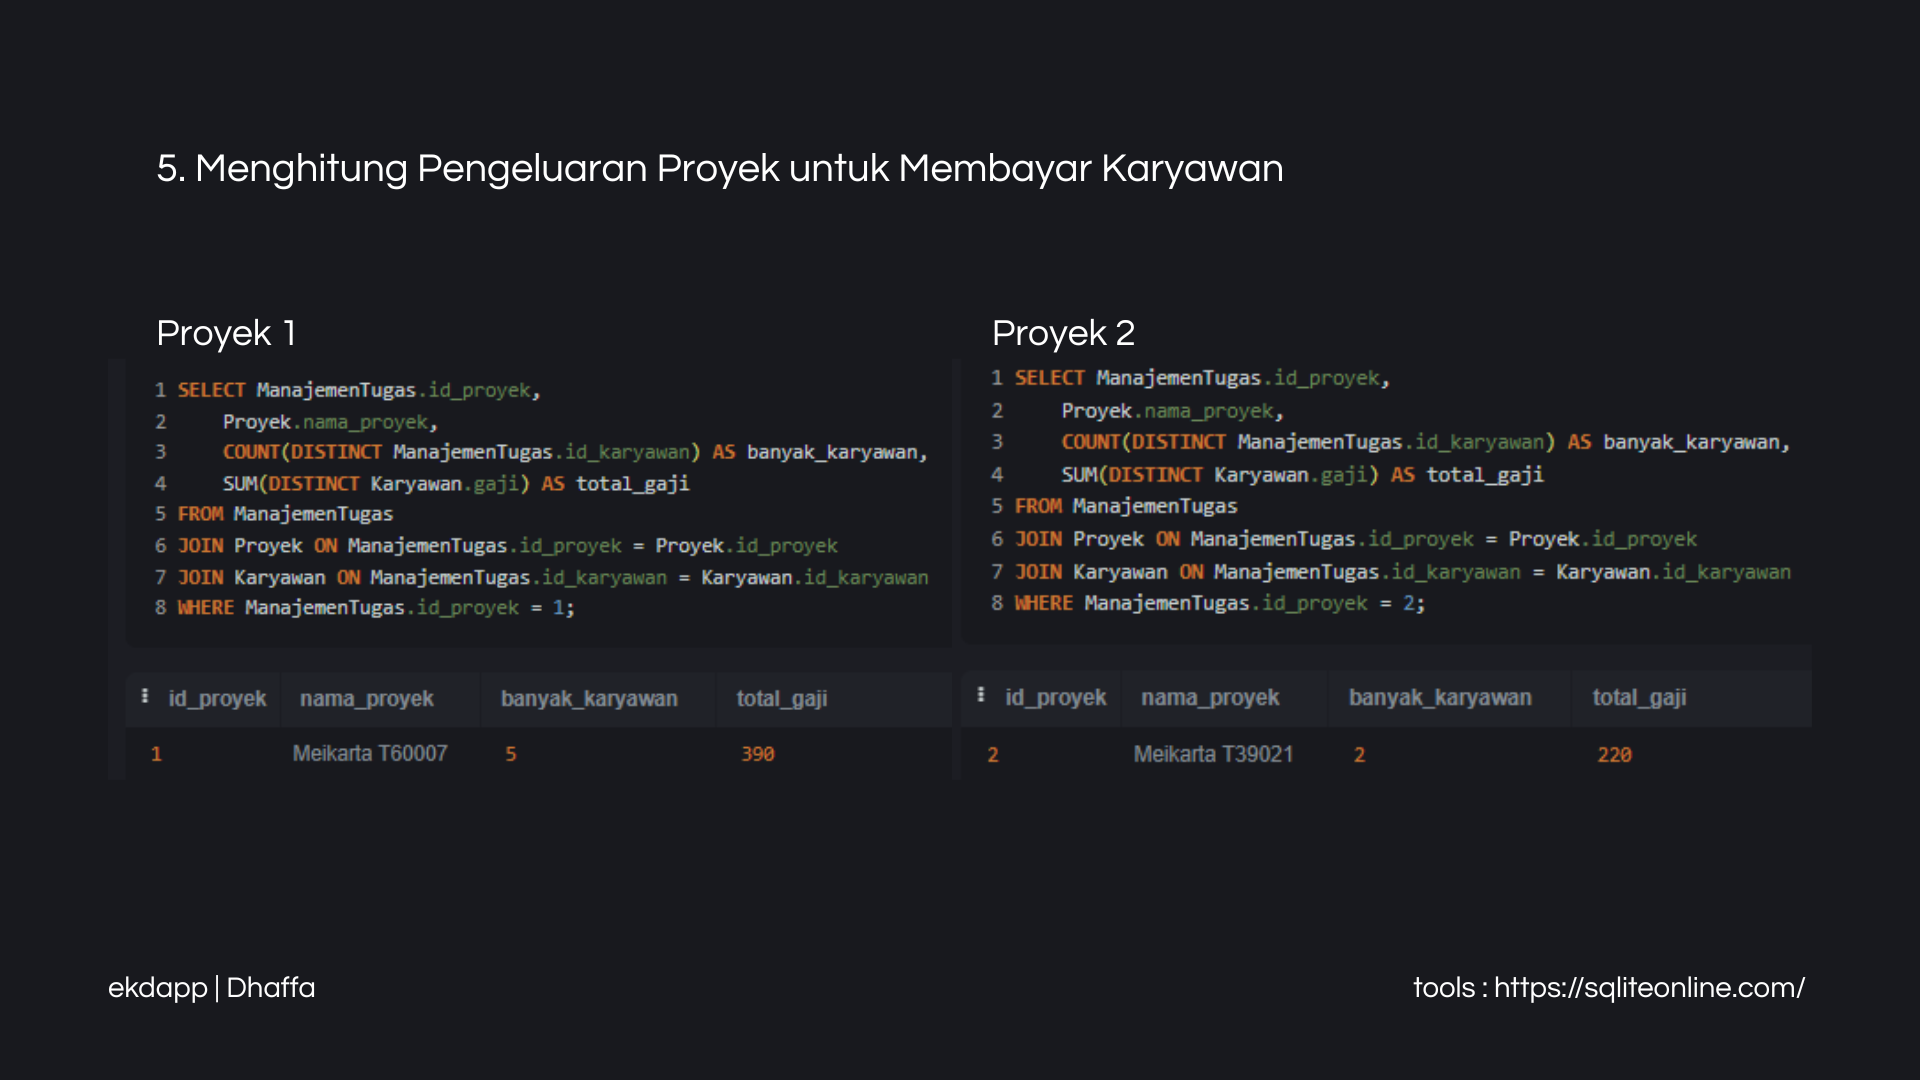 5. Menghitung Pengeluaran Proyek untuk Membayar Karyawan
Proyek 1
1 SELECT ManajemenTugas.id_proyek,
2 Proyek.nama_proyek,
3 COUNT(DISTINCT ManajemenTugas.id_karyawan) AS banyak_karyawan,
4 SUM(DISTINCT Karyawan.gaji) AS total_gaji
5 FROM ManajemenTugas
6 JOIN Proyek ON ManajemenTugas.id_proyek = Proyek.id_proyek
7 JOIN Karyawan ON ManajemenTugas.id_karyawan = Karyawan.id_karyawan
8 WHERE ManajemenTugas.id_proyek = 1;
id_proyek nama_proyek banyak_karyawan total_gaji
1 Meikarta T60007 5 390
Proyek 2
1 SELECT ManajemenTugas.id_proyek,
2 Proyek.nama_proyek,
3 COUNT(DISTINCT ManajemenTugas.id_karyawan) AS banyak_karyawan,
4 SUM(DISTINCT Karyawan.gaji) AS total_gaji
5 FROM ManajemenTugas
6 JOIN Proyek ON ManajemenTugas.id_proyek = Proyek.id_proyek
7 JOIN Karyawan ON ManajemenTugas.id_karyawan = Karyawan.id_karyawan
8 WHERE ManajemenTugas.id_proyek = 2;
id_proyek nama_proyek banyak_karyawan total_gaji
2 Meikarta T39021 2 220
ekdapp | Dhaffa
tools : https://sqliteonline.com/